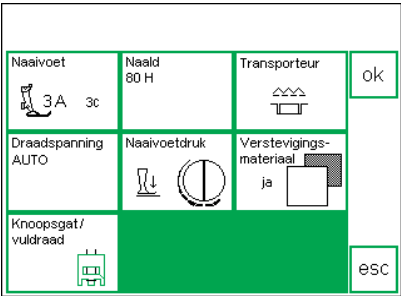 Naaivoet
3A 3c
Naald
80 H
Transporteur
ok
Draadspanning
AUTO
Naaivoetdruk
Verstevigings-
materiaal
ja
Knoopsgat/
vuldraad
esc